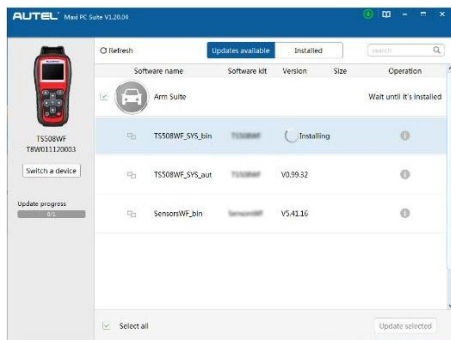 AUTEL Maxi PC Suite V1.20.04
Refresh
Updates available
Installed
search
Software name Software kit Version Size Operation
Arm Suite Wait until it's installed
TS508WF_SYS_bin Installing
TS508WF_SYS_aut V0.99.32
SensorsWF_bin V5.41.16
TS508WF
T8W011120003
Switch a device
Update progress
0/1
Select all
Update selected